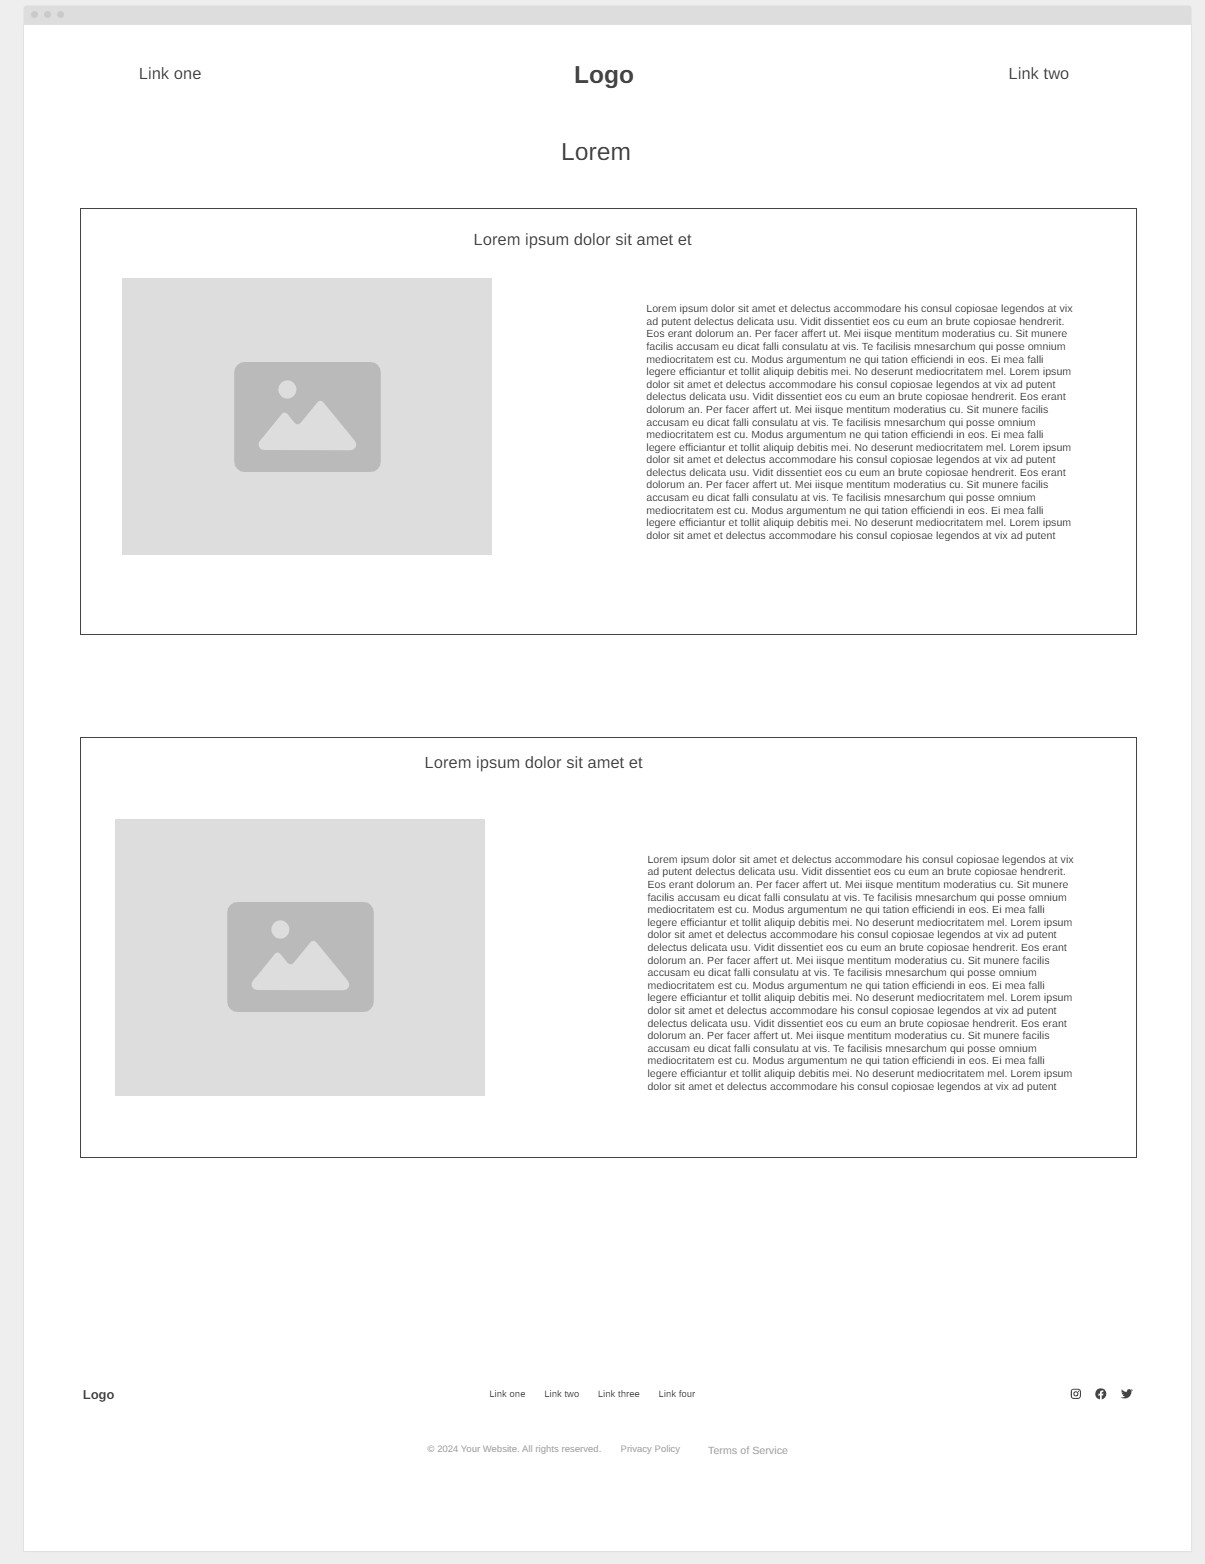 Link one
Logo
Link two
Lorem
Lorem ipsum dolor sit amet et
Lorem ipsum dolor sit amet et delectus accommodare his consul copiosae legendos at vix
ad putent delectus delicata usu. Vidit dissentiet eos cu eum an brute copiosae hendrerit.
Eos erant dolorum an. Per facer affert ut. Mei iisque mentitum moderatius cu. Sit munere
facilis accusam eu dicat falli consulatu at vis. Te facilisis mnesarchum qui posse omnium
mediocritatem est cu. Modus argumentum ne qui tation efficiendi in eos. Ei mea falli
legere efficiantur et tollit aliquip debitis mei. No deserunt mediocritatem mel. Lorem ipsum
dolor sit amet et delectus accommodare his consul copiosae legendos at vix ad putent
delectus delicata usu. Vidit dissentiet eos cu eum an brute copiosae hendrerit. Eos erant
dolorum an. Per facer affert ut. Mei iisque mentitum moderatius cu. Sit munere facilis
accusam eu dicat falli consulatu at vis. Te facilisis mnesarchum qui posse omnium
mediocritatem est cu. Modus argumentum ne qui tation efficiendi in eos. Ei mea falli
legere efficiantur et tollit aliquip debitis mei. No deserunt mediocritatem mel. Lorem ipsum
dolor sit amet et delectus accommodare his consul copiosae legendos at vix ad putent
delectus delicata usu. Vidit dissentiet eos cu eum an brute copiosae hendrerit. Eos erant
dolorum an. Per facer affert ut. Mei iisque mentitum moderatius cu. Sit munere facilis
accusam eu dicat falli consulatu at vis. Te facilisis mnesarchum qui posse omnium
mediocritatem est cu. Modus argumentum ne qui tation efficiendi in eos. Ei mea falli
legere efficiantur et tollit aliquip debitis mei. No deserunt mediocritatem mel. Lorem ipsum
dolor sit amet et delectus accommodare his consul copiosae legendos at vix ad putent
Lorem ipsum dolor sit amet et
Lorem ipsum dolor sit amet et delectus accommodare his consul copiosae legendos at vix
ad putent delectus delicata usu. Vidit dissentiet eos cu eum an brute copiosae hendrerit.
Eos erant dolorum an. Per facer affert ut. Mei iisque mentitum moderatius cu. Sit munere
facilis accusam eu dicat falli consulatu at vis. Te facilisis mnesarchum qui posse omnium
mediocritatem est cu. Modus argumentum ne qui tation efficiendi in eos. Ei mea falli
legere efficiantur et tollit aliquip debitis mei. No deserunt mediocritatem mel. Lorem ipsum
dolor sit amet et delectus accommodare his consul copiosae legendos at vix ad putent
delectus delicata usu. Vidit dissentiet eos cu eum an brute copiosae hendrerit. Eos erant
dolorum an. Per facer affert ut. Mei iisque mentitum moderatius cu. Sit munere facilis
accusam eu dicat falli consulatu at vis. Te facilisis mnesarchum qui posse omnium
mediocritatem est cu. Modus argumentum ne qui tation efficiendi in eos. Ei mea falli
legere efficiantur et tollit aliquip debitis mei. No deserunt mediocritatem mel. Lorem ipsum
dolor sit amet et delectus accommodare his consul copiosae legendos at vix ad putent
delectus delicata usu. Vidit dissentiet eos cu eum an brute copiosae hendrerit. Eos erant
dolorum an. Per facer affert ut. Mei iisque mentitum moderatius cu. Sit munere facilis
accusam eu dicat falli consulatu at vis. Te facilisis mnesarchum qui posse omnium
mediocritatem est cu. Modus argumentum ne qui tation efficiendi in eos. Ei mea falli
legere efficiantur et tollit aliquip debitis mei. No deserunt mediocritatem mel. Lorem ipsum
dolor sit amet et delectus accommodare his consul copiosae legendos at vix ad putent
Logo
Link one Link two Link three Link four
© 2024 Your Website. All rights reserved. Privacy Policy Terms of Service